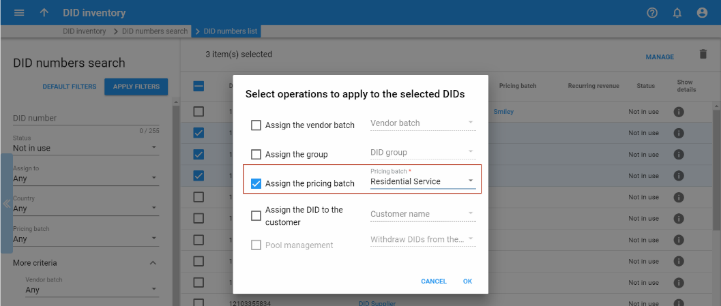 DID inventory
DID inventory > DID numbers search > DID numbers list
DID numbers search
DEFAULT FILTERS
APPLY FILTERS
DID number
0 / 255
Status
Not in use
Assign to
Any
Country
Any
Pricing batch
Any
More criteria
Vendor batch
Any
3 item(s) selected
MANAGE
Pricing batch
Recurring revenue
Status
Show details
Smiley
Not in use
Not in use
Not in use
Not in use
Not in use
Not in use
Not in use
Not in use
Not in use
Select operations to apply to the selected DIDs
Assign the vendor batch
Vendor batch
Assign the group
DID group
Assign the pricing batch
Pricing batch *
Residential Service
Assign the DID to the
customer
Customer name
Pool management
Withdraw DIDs from the...
CANCEL
OK
12103955834
DID Supplier